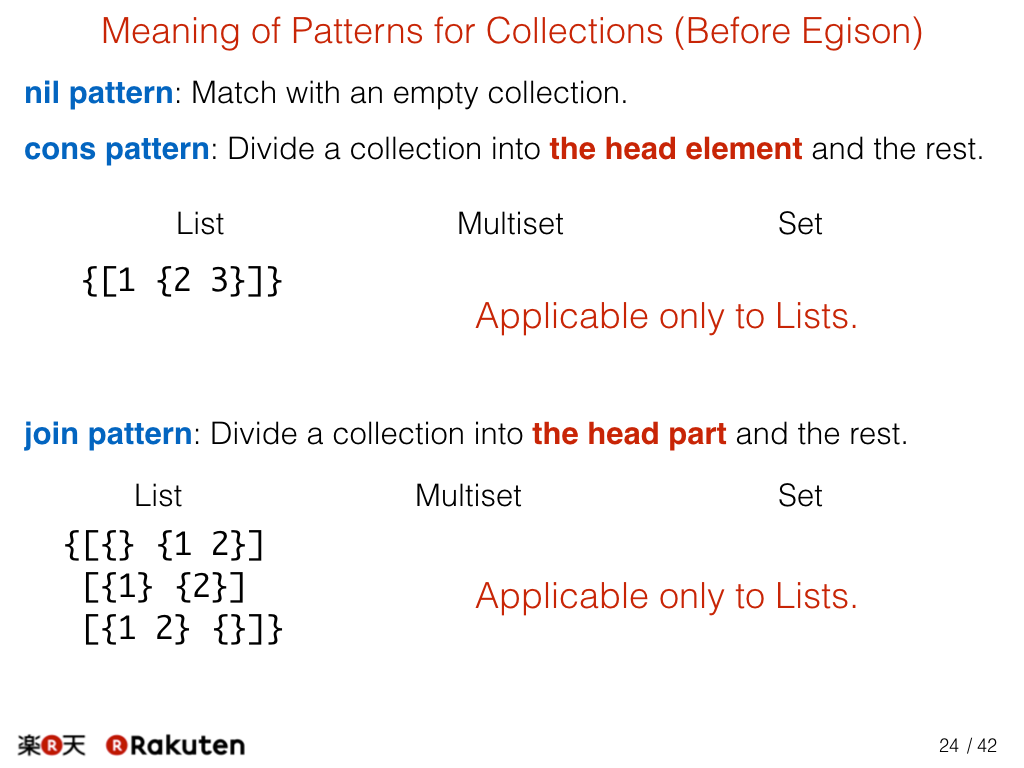 Meaning of Patterns for Collections (Before Egison)
nil pattern: Match with an empty collection.
cons pattern: Divide a collection into the head element and the rest.
List Multiset Set
{[1 {2 3}]}
Applicable only to Lists.
join pattern: Divide a collection into the head part and the rest.
List Multiset Set
{[{} {1 2}]
[{1} {2}]
Applicable only to Lists.
[{1 2} {}]}
楽R天 R Rakuten 24 / 42